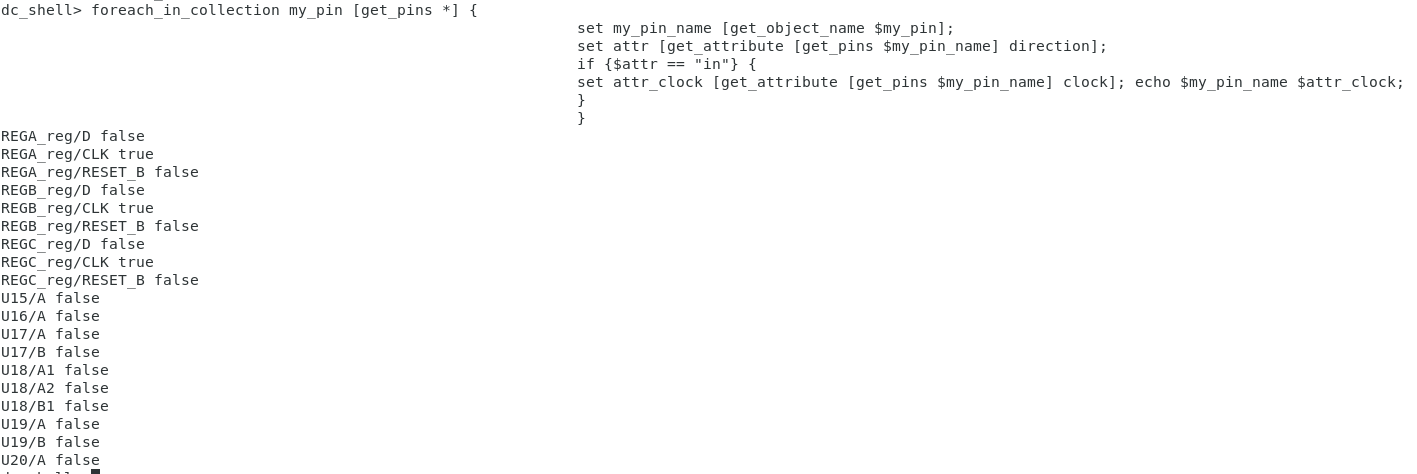 dc_shell> foreach_in_collection my_pin [get_pins *] {
set my_pin_name [get_object_name $my_pin];
set attr [get_attribute [get_pins $my_pin_name] direction];
if {$attr == "in"} {
set attr_clock [get_attribute [get_pins $my_pin_name] clock]; echo $my_pin_name $attr_clock;
}
}
REGA_reg/D false
REGA_reg/CLK true
REGA_reg/RESET_B false
REGB_reg/D false
REGB_reg/CLK true
REGB_reg/RESET_B false
REGC_reg/D false
REGC_reg/CLK true
REGC_reg/RESET_B false
U15/A false
U16/A false
U17/A false
U17/B false
U18/A1 false
U18/A2 false
U18/B1 false
U19/A false
U19/B false
U20/A false